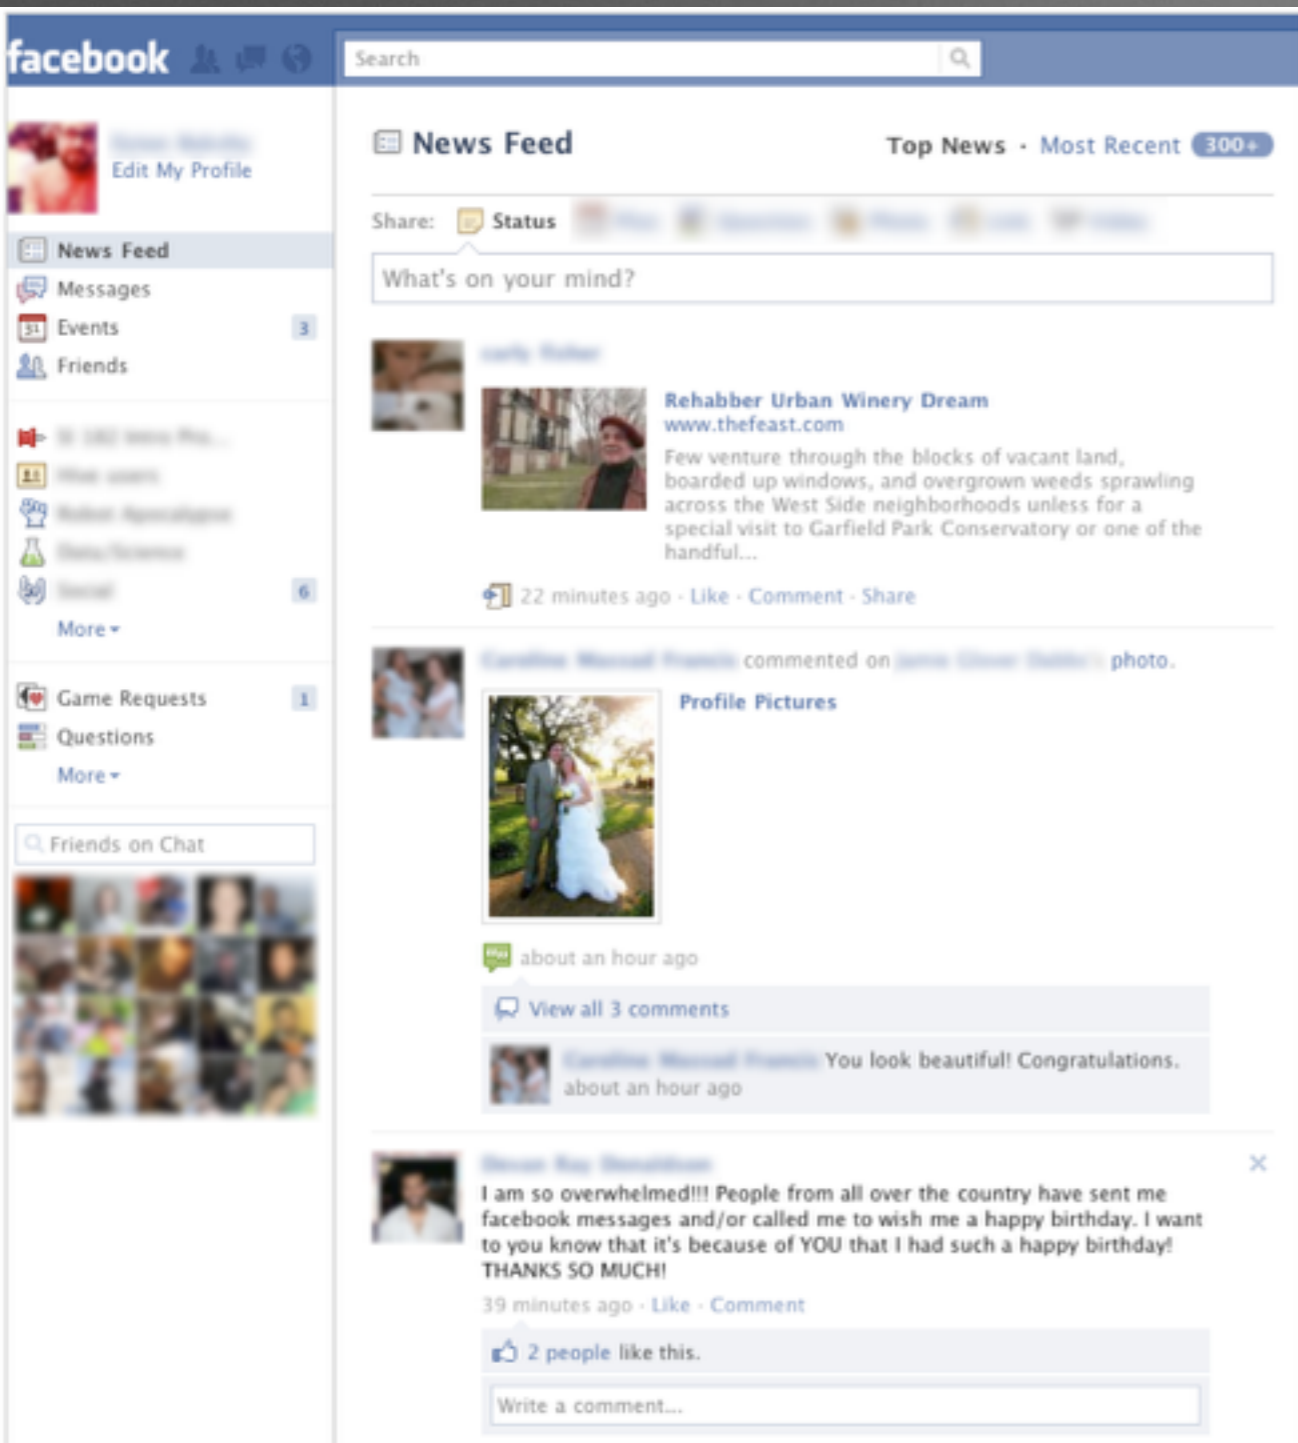 facebook
Search
Edit My Profile
News Feed
Messages
31 Events 3
Friends
6
More
Game Requests 1
Questions
More
Friends on Chat
News Feed
Top News · Most Recent 300+
Share: Status
What's on your mind?
Rehabber Urban Winery Dream
www.thefeast.com
Few venture through the blocks of vacant land,
boarded up windows, and overgrown weeds sprawling
across the West Side neighborhoods unless for a
special visit to Garfield Park Conservatory or one of the
handful...
22 minutes ago · Like · Comment · Share
commented on photo.
Profile Pictures
about an hour ago
View all 3 comments
You look beautiful! Congratulations.
about an hour ago
I am so overwhelmed!!! People from all over the country have sent me
facebook messages and/or called me to wish me a happy birthday. I want
to you know that it's because of YOU that I had such a happy birthday!
THANKS SO MUCH!
39 minutes ago · Like · Comment
2 people like this.
Write a comment...